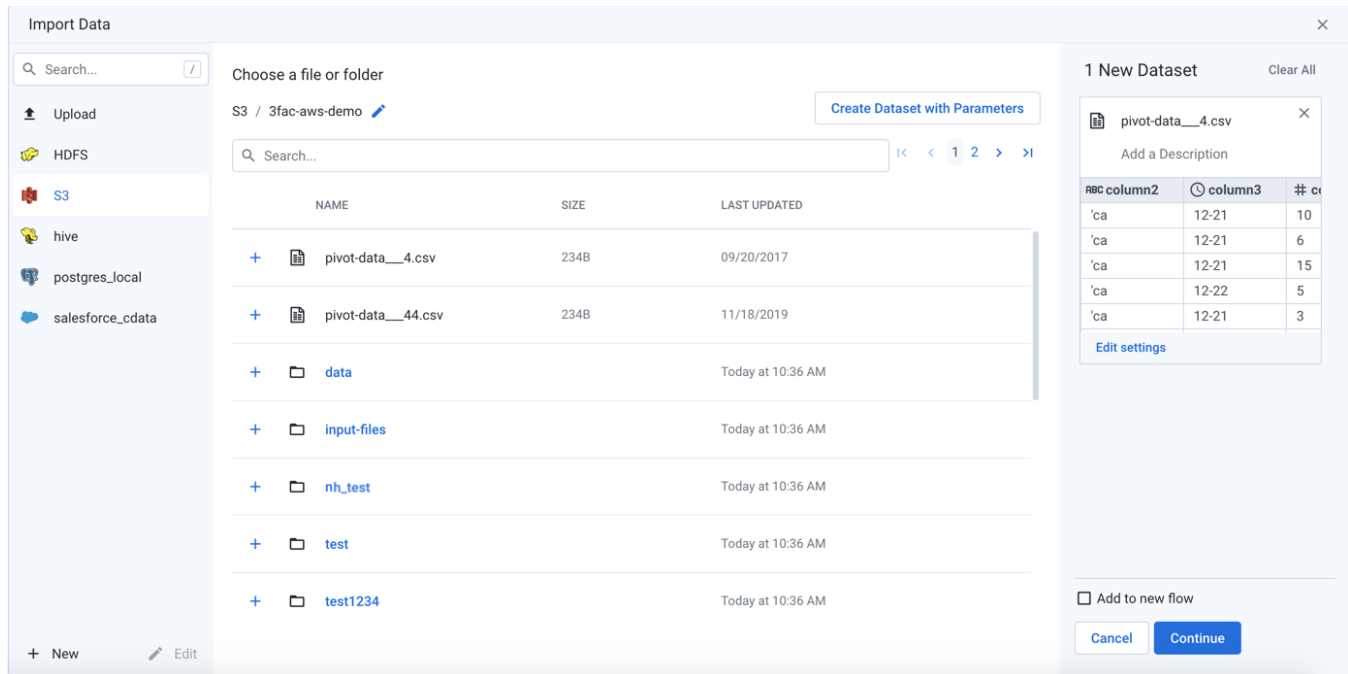 Import Data
Search... /
Upload
HDFS
S3
hive
postgres_local
salesforce_cdata
+ New Edit
Choose a file or folder
S3 / 3fac-aws-demo
Create Dataset with Parameters
Search...
1 2
NAME SIZE LAST UPDATED
pivot-data___4.csv 234B 09/20/2017
pivot-data___44.csv 234B 11/18/2019
data Today at 10:36 AM
input-files Today at 10:36 AM
nh_test Today at 10:36 AM
test Today at 10:36 AM
test1234 Today at 10:36 AM
1 New Dataset Clear All
pivot-data___4.csv
Add a Description
ABC column2 column3 #
'ca 12-21 10
'ca 12-21 6
'ca 12-21 15
'ca 12-22 5
'ca 12-21 3
Edit settings
Add to new flow
Cancel Continue